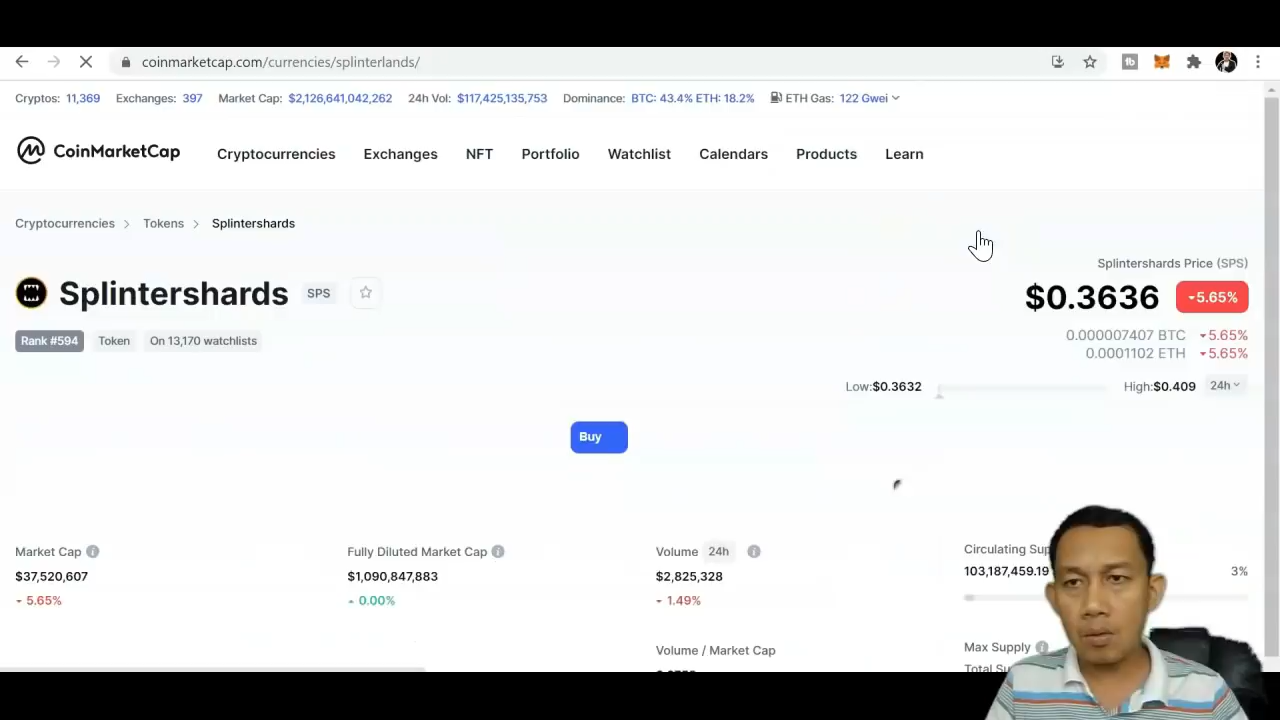 coinmarketcap.com/currencies/splinterlands/
Cryptos: 11,369 Exchanges: 397 Market Cap: $2,126,641,042,262 24h Vol: $117,425,135,753 Dominance: BTC: 43.4% ETH: 18.2% ETH Gas: 122 Gwei
CoinMarketCap Cryptocurrencies Exchanges NFT Portfolio Watchlist Calendars Products Learn
Cryptocurrencies Tokens Splintershards
Splintershards Price (SPS)
Splintershards SPS $0.3636 5.65%
Rank #594 Token On 13,170 watchlists 0.000007407 BTC 5.65%
0.0001102 ETH 5.65%
Low:$0.3632 High:$0.409 24h
Buy
Market Cap Fully Diluted Market Cap Volume 24h Circulating Sup
$37,520,607 $1,090,847,883 $2,825,328 103,187,459.19 3%
5.65% 0.00% 1.49%
Volume / Market Cap Max Supply
Total Su